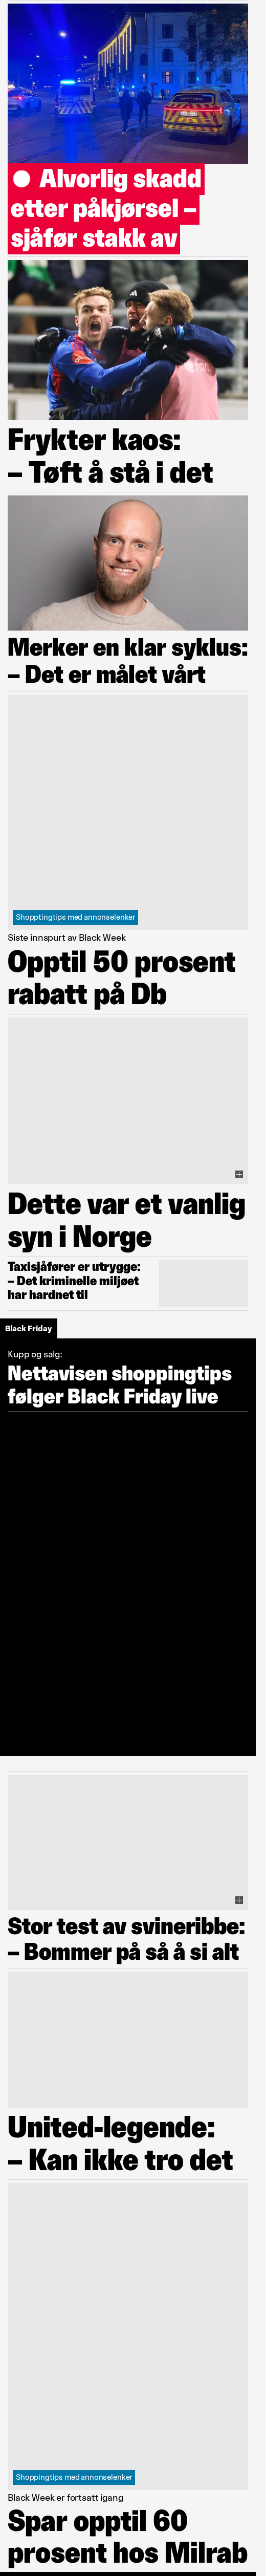 Alvorlig skadd
etter påkjørsel –
sjåfør stakk av
Frykter kaos:
– Tøft å stå i det
Merker en klar syklus:
– Det er målet vårt
Shopptingtips med annonselenker
Siste innspurt av Black Week
Opptil 50 prosent
rabatt på Db
Dette var et vanlig
syn i Norge
Taxisjåfører er utrygge:
– Det kriminelle miljøet
har hardnet til
Black Friday
Kupp og salg:
Nettavisen shoppingtips
følger Black Friday live
Stor test av svineribbe:
– Bommer på så å si alt
United-legende:
– Kan ikke tro det
Shoppingtips med annonselenker
Black Week er fortsatt igang
Spar opptil 60
prosent hos Milrab